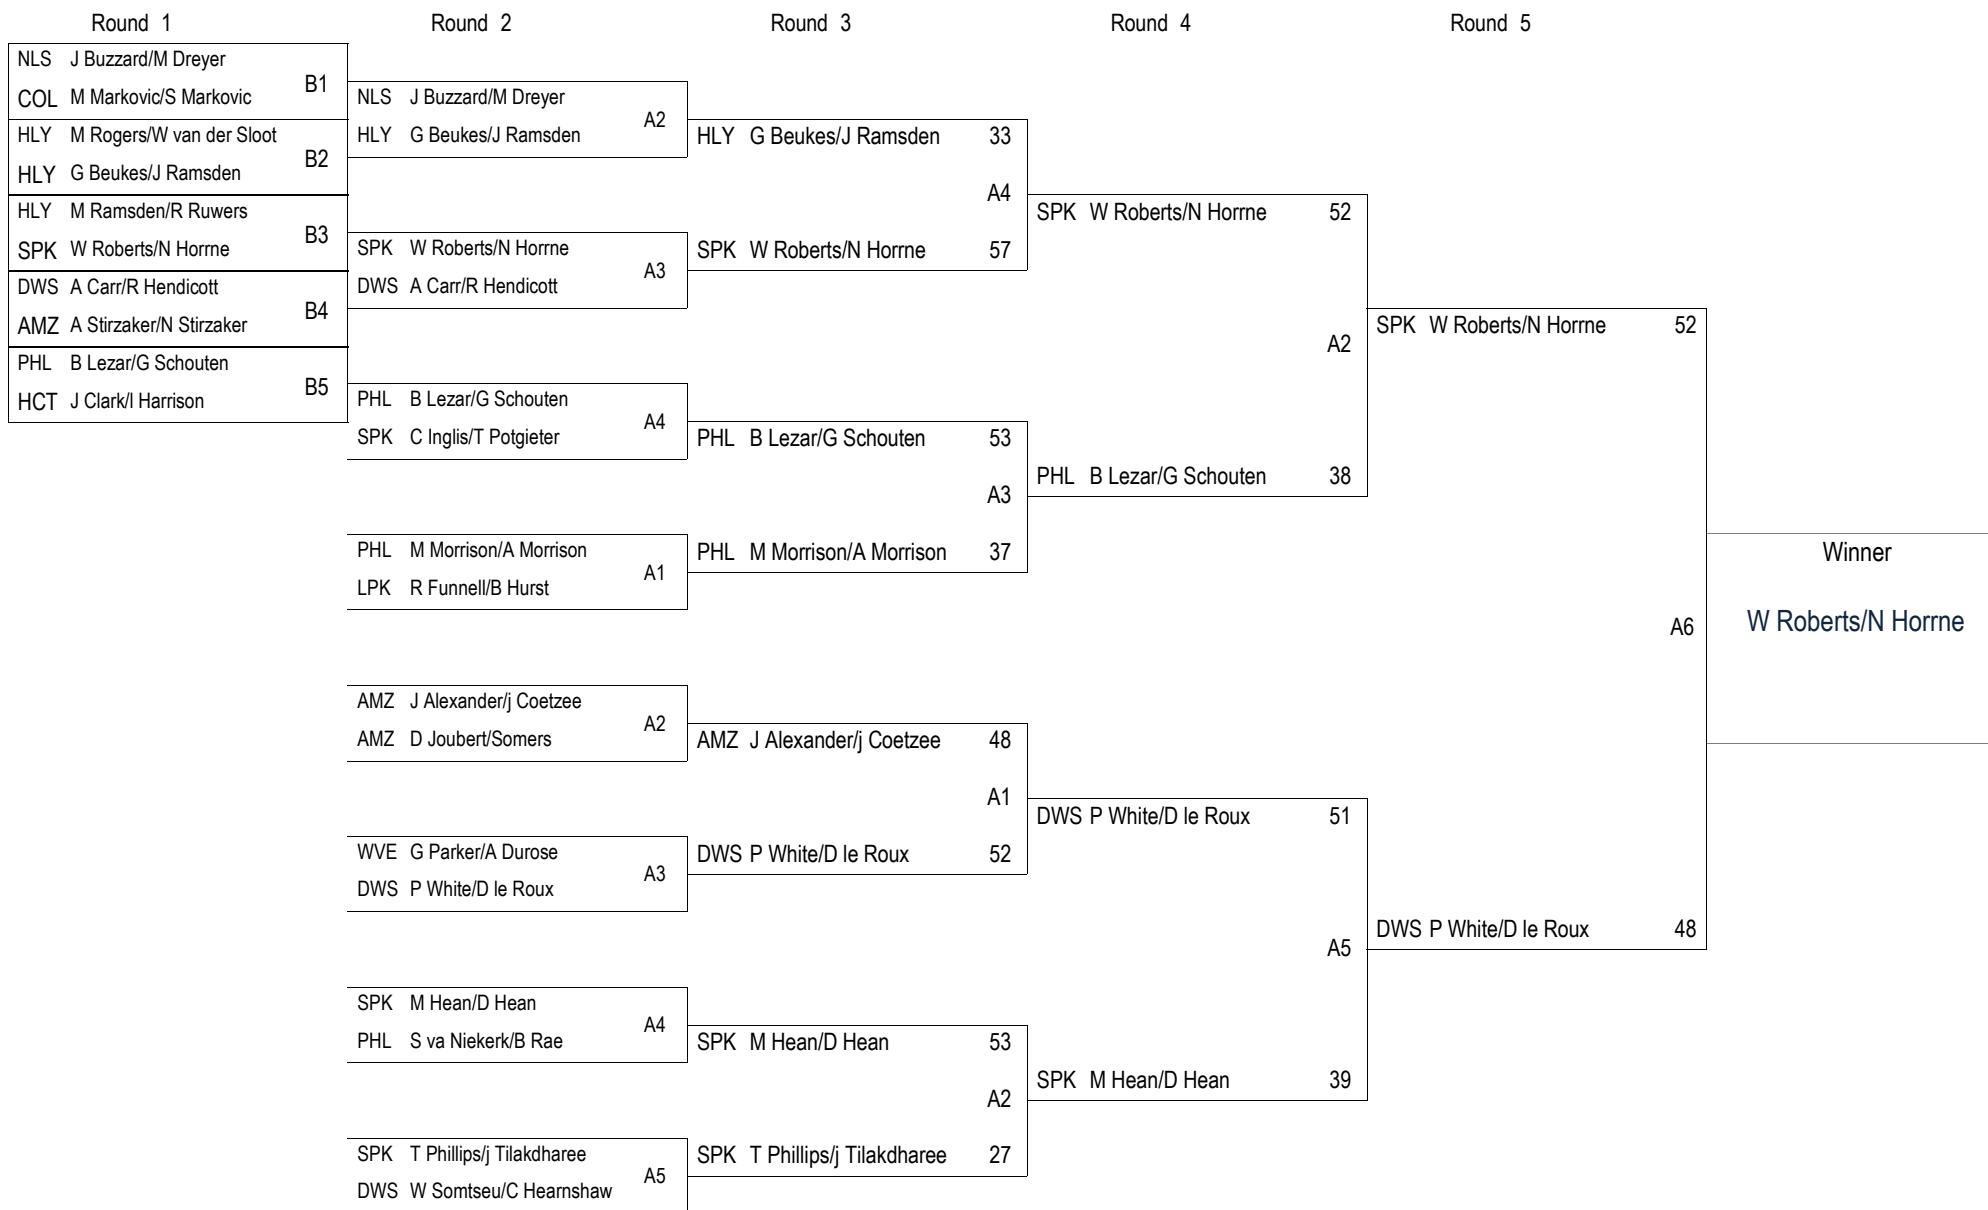 Round 1
Round 2
Round 3
Round 4
Round 5
NLS J Buzzard/M Dreyer
COL M Markovic/S Markovic
B1
HLY M Rogers/W van der Sloot
HLY G Beukes/J Ramsden
B2
HLY M Ramsden/R Ruwers
SPK W Roberts/N Horrne
B3
DWS A Carr/R Hendicott
AMZ A Stirzaker/N Stirzaker
B4
PHL B Lezar/G Schouten
HCT J Clark/I Harrison
B5
NLS J Buzzard/M Dreyer
HLY G Beukes/J Ramsden
A2
SPK W Roberts/N Horrne
DWS A Carr/R Hendicott
A3
PHL B Lezar/G Schouten
SPK C Inglis/T Potgieter
A4
PHL M Morrison/A Morrison
LPK R Funnell/B Hurst
A1
AMZ J Alexander/j Coetzee
AMZ D Joubert/Somers
A2
WVE G Parker/A Durose
DWS P White/D le Roux
A3
SPK M Hean/D Hean
PHL S va Niekerk/B Rae
A4
SPK T Phillips/j Tilakdharee
DWS W Somtseu/C Hearnshaw
A5
HLY G Beukes/J Ramsden 33
A4
SPK W Roberts/N Horrne 57
PHL B Lezar/G Schouten 53
A3
PHL M Morrison/A Morrison 37
AMZ J Alexander/j Coetzee 48
A1
DWS P White/D le Roux 52
SPK M Hean/D Hean 53
A2
SPK T Phillips/j Tilakdharee 27
SPK W Roberts/N Horrne 52
A2
PHL B Lezar/G Schouten 38
DWS P White/D le Roux 51
A5
SPK M Hean/D Hean 39
SPK W Roberts/N Horrne 52
A6
DWS P White/D le Roux 48
Winner
W Roberts/N Horrne